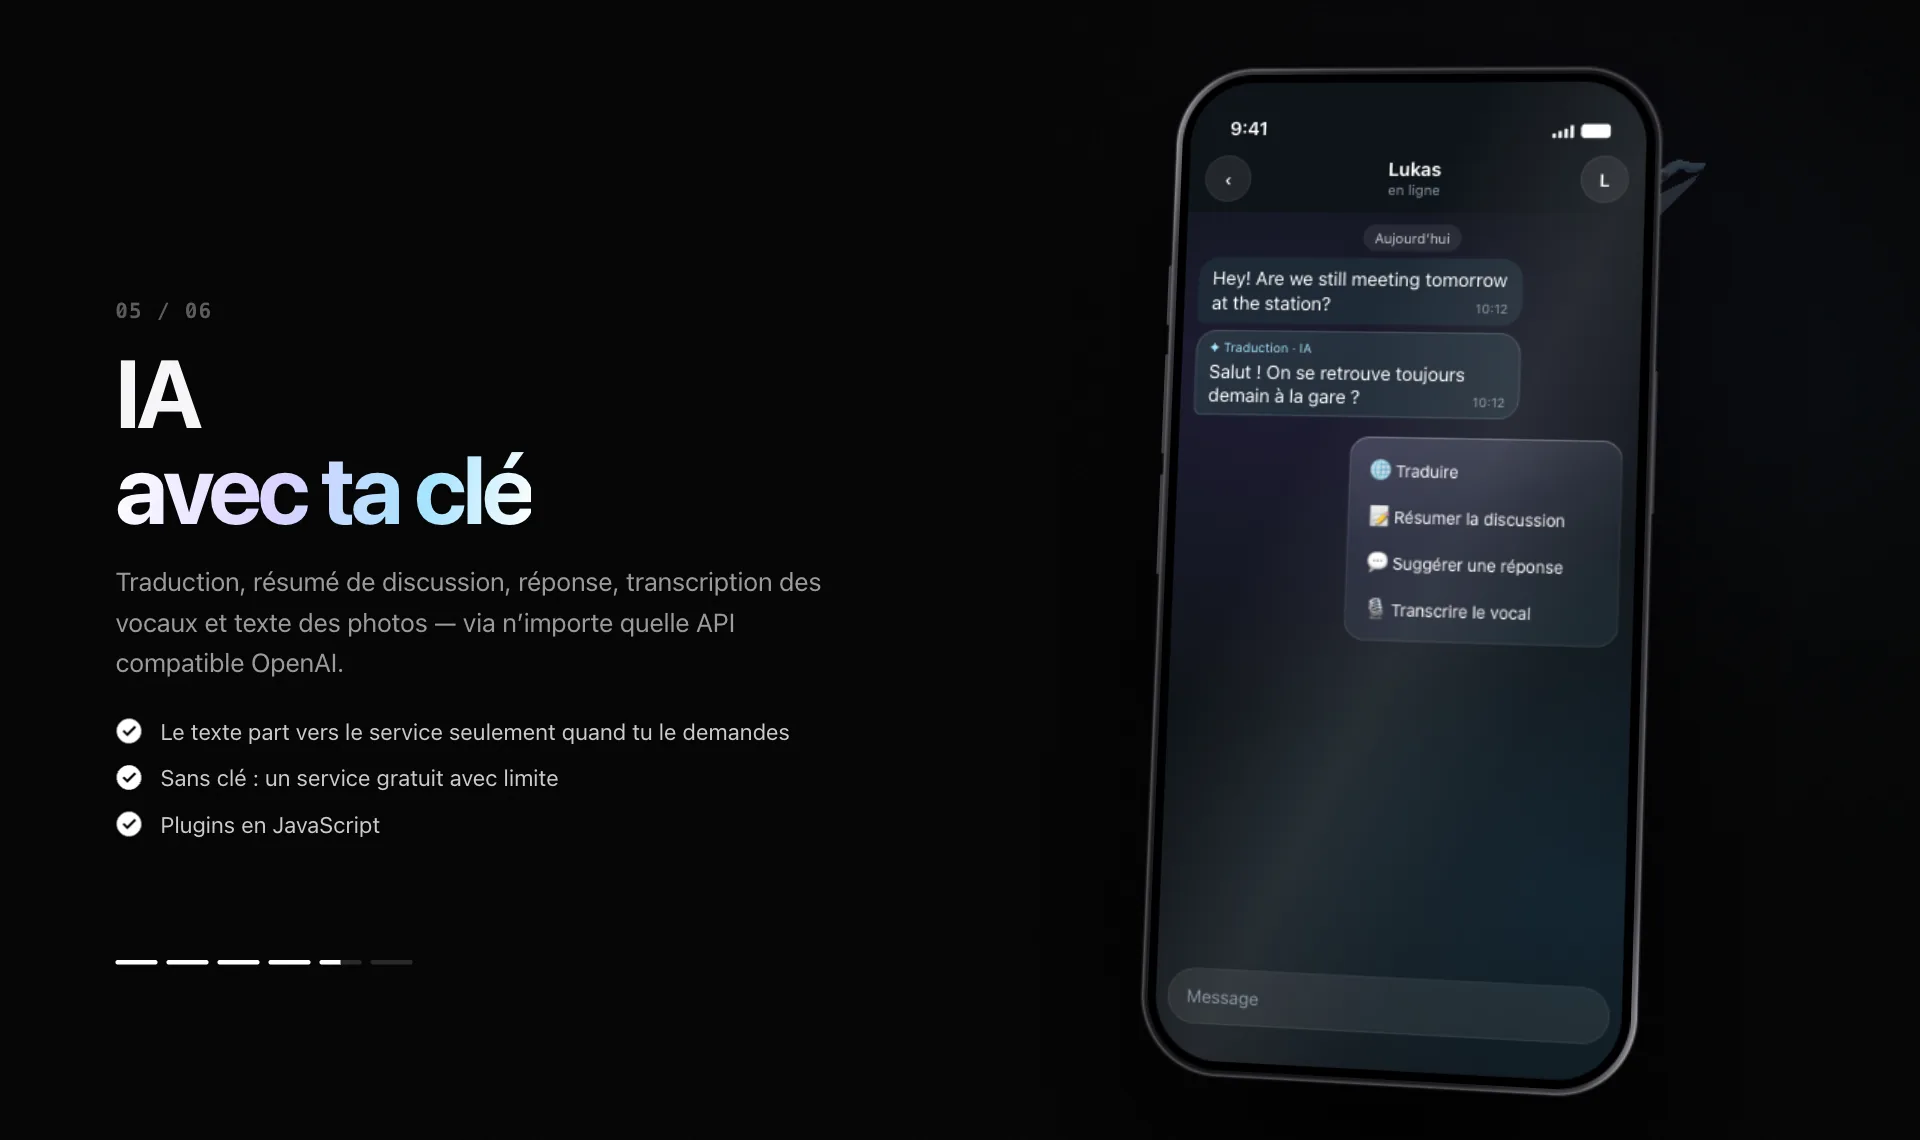 05 / 06
IA
avec ta clé
Traduction, résumé de discussion, réponse, transcription des
vocaux et texte des photos — via n’importe quelle API
compatible OpenAI.
Le texte part vers le service seulement quand tu le demandes
Sans clé : un service gratuit avec limite
Plugins en JavaScript
9:41
‹
Lukas
en ligne
L
Aujourd'hui
Hey! Are we still meeting tomorrow
at the station?
10:12
✦ Traduction · IA
Salut ! On se retrouve toujours
demain à la gare ?
10:12
🌐 Traduire
📝 Résumer la discussion
💬 Suggérer une réponse
🎙️ Transcrire le vocal
Message